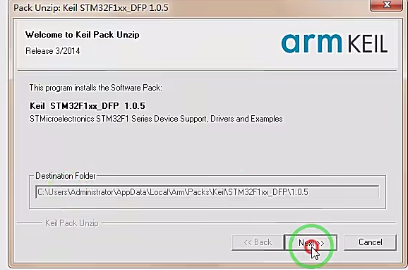 Pack Unzip: Keil STM32F1xx_DFP 1.0.5
Welcome to Keil Pack Unzip
Release 3/2014
arm KEIL
This program installs the Software Pack:
Keil STM32F1xx_DFP 1.0.5
STMicroelectronics STM32F1 Series Device Support, Drivers and Examples
Destination Folder
C:\Users\Administrator\AppData\Local\Arm\Packs\Keil\STM32F1xx_DFP\1.0.5
Keil Pack Unzip
<< Back
Next >>
Cancel